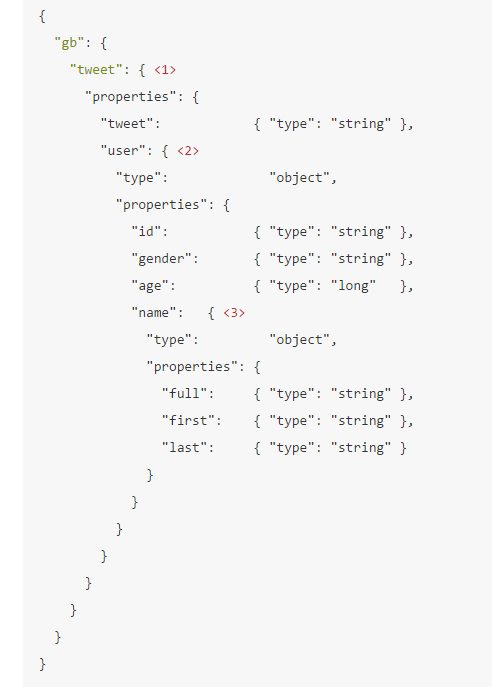 {
  "gb": {
    "tweet": { <1>
      "properties": {
        "tweet":            { "type": "string" },
        "user": { <2>
          "type":             "object",
          "properties": {
            "id":           { "type": "string" },
            "gender":       { "type": "string" },
            "age":          { "type": "long"   },
            "name":   { <3>
              "type":         "object",
              "properties": {
                "full":     { "type": "string" },
                "first":    { "type": "string" },
                "last":     { "type": "string" }
              }
            }
          }
        }
      }
    }
  }
}